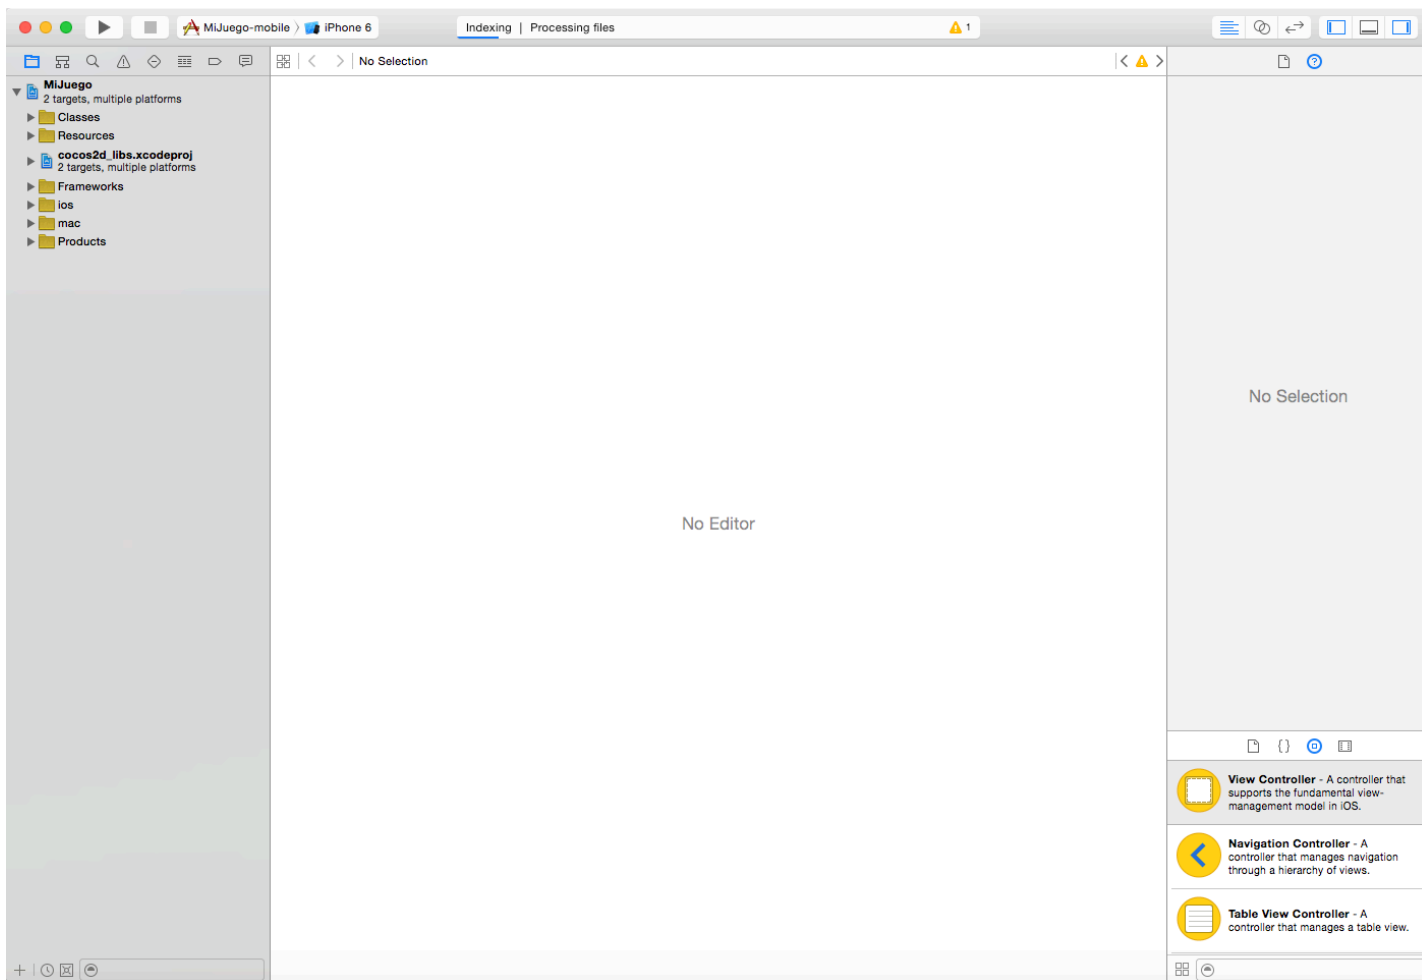 MiJuego-mobile
iPhone 6
Indexing | Processing files
1
No Selection
MiJuego
2 targets, multiple platforms
Classes
Resources
cocos2d_libs.xcodeproj
2 targets, multiple platforms
Frameworks
ios
mac
Products
No Editor
No Selection
View Controller - A controller that
supports the fundamental view-
management model in iOS.
Navigation Controller - A
controller that manages navigation
through a hierarchy of views.
Table View Controller - A
controller that manages a table view.